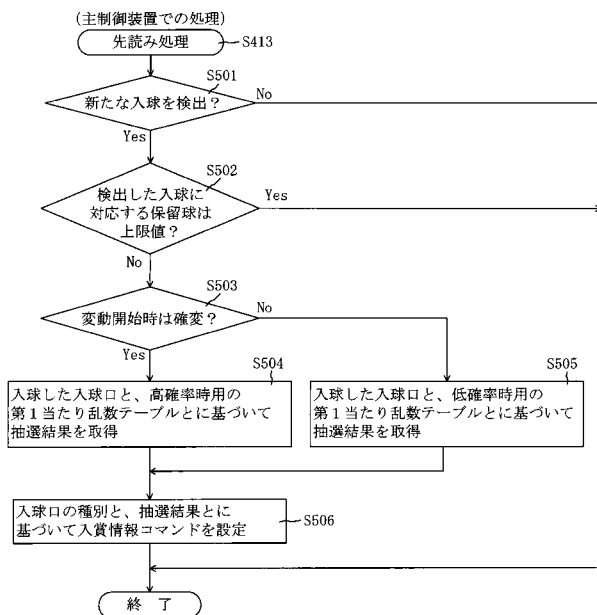 (主制御装置での処理)
先読み処理
S413
S501
新たな入球を検出？
No
Yes
S502
検出した入球に
対応する保留球は
上限値？
Yes
No
S503
変動開始時は確変？
No
Yes
S504
入球した入球口と、高確率時用の
第１当たり乱数テーブルとに基づいて
抽選結果を取得
S505
入球した入球口と、低確率時用の
第１当たり乱数テーブルとに基づいて
抽選結果を取得
入球口の種別と、抽選結果とに
基づいて入賞情報コマンドを設定
S506
終 了